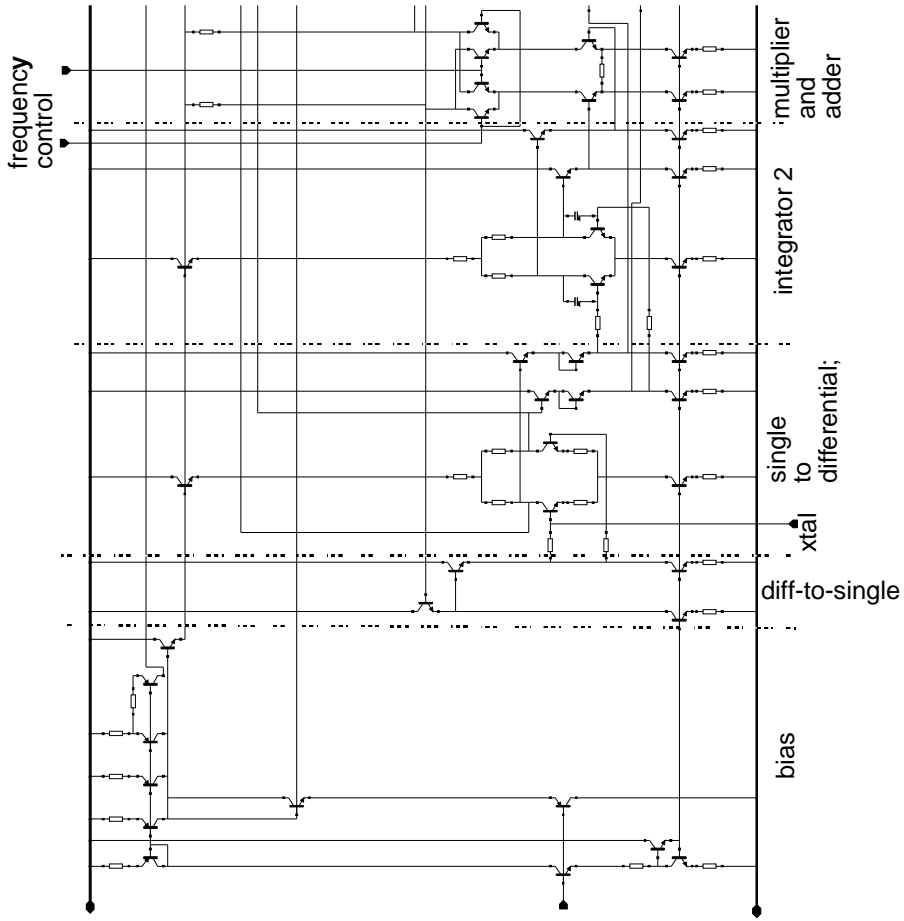 frequency
control
multiplier
and
adder
integrator 2
single
to
differential;
xtal
diff-to-single
bias